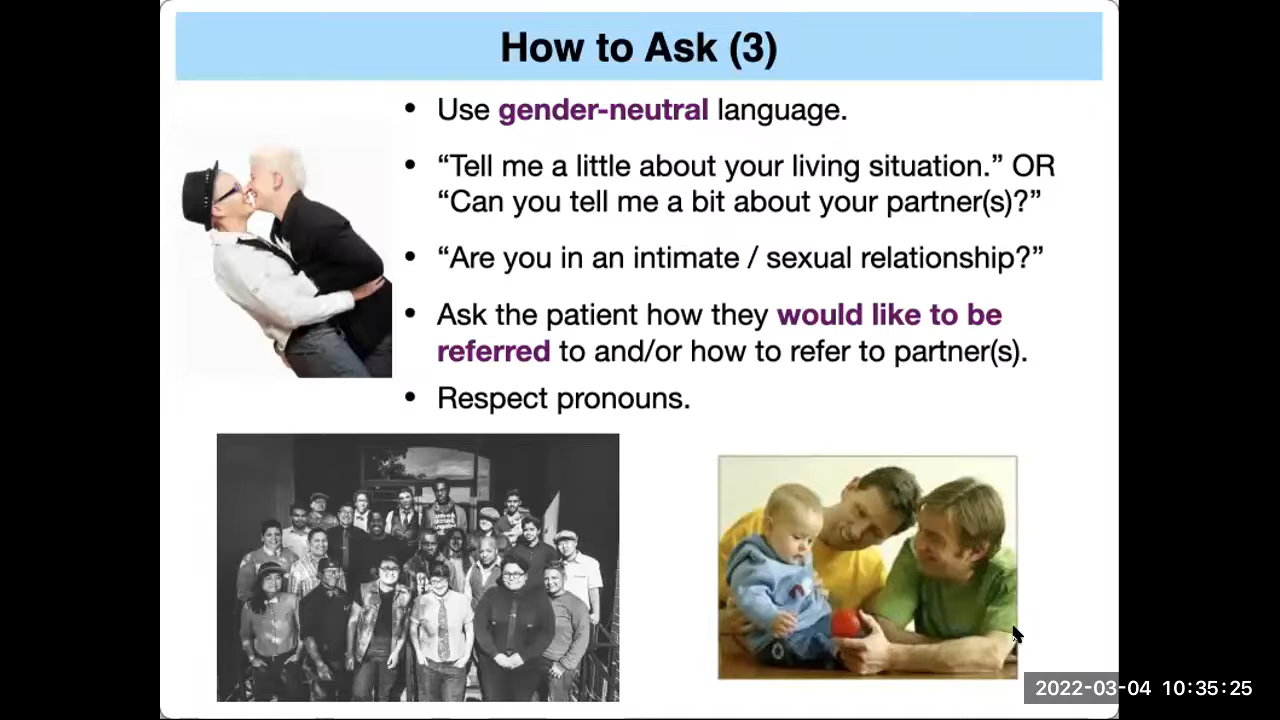 How to Ask (3)
• Use gender-neutral language.
• “Tell me a little about your living situation.” OR
“Can you tell me a bit about your partner(s)?”
• “Are you in an intimate / sexual relationship?”
• Ask the patient how they would like to be
referred to and/or how to refer to partner(s).
• Respect pronouns.
2022-03-04 10:35:25